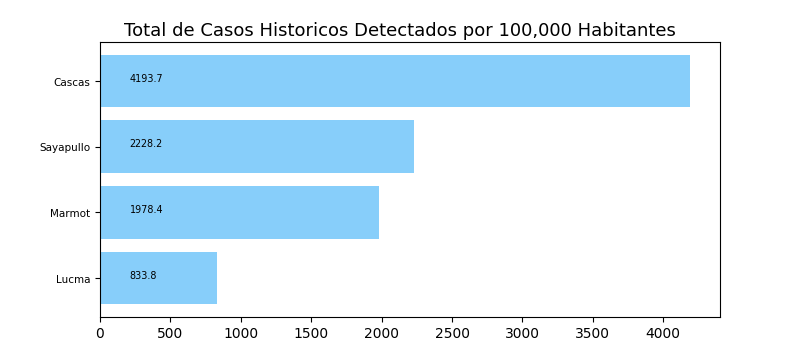 Total de Casos Historicos Detectados por 100,000 Habitantes
Cascas 4193.7
Sayapullo 2228.2
Marmot 1978.4
Lucma 833.8
0 500 1000 1500 2000 2500 3000 3500 4000